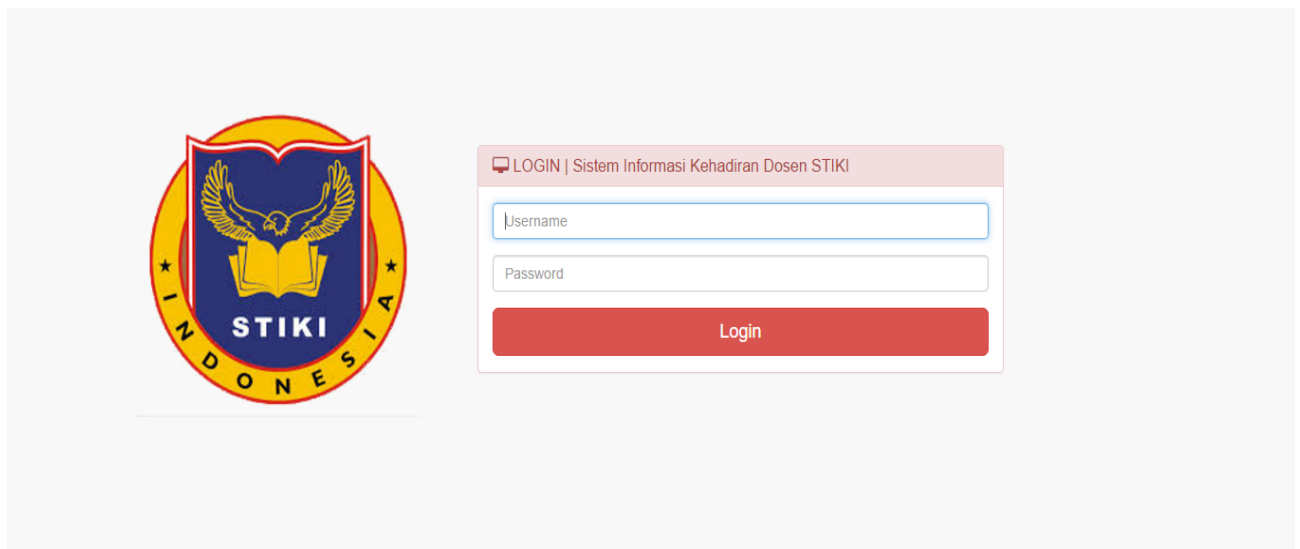 STIKI
INDONESIA
LOGIN | Sistem Informasi Kehadiran Dosen STIKI
Username
Password
Login